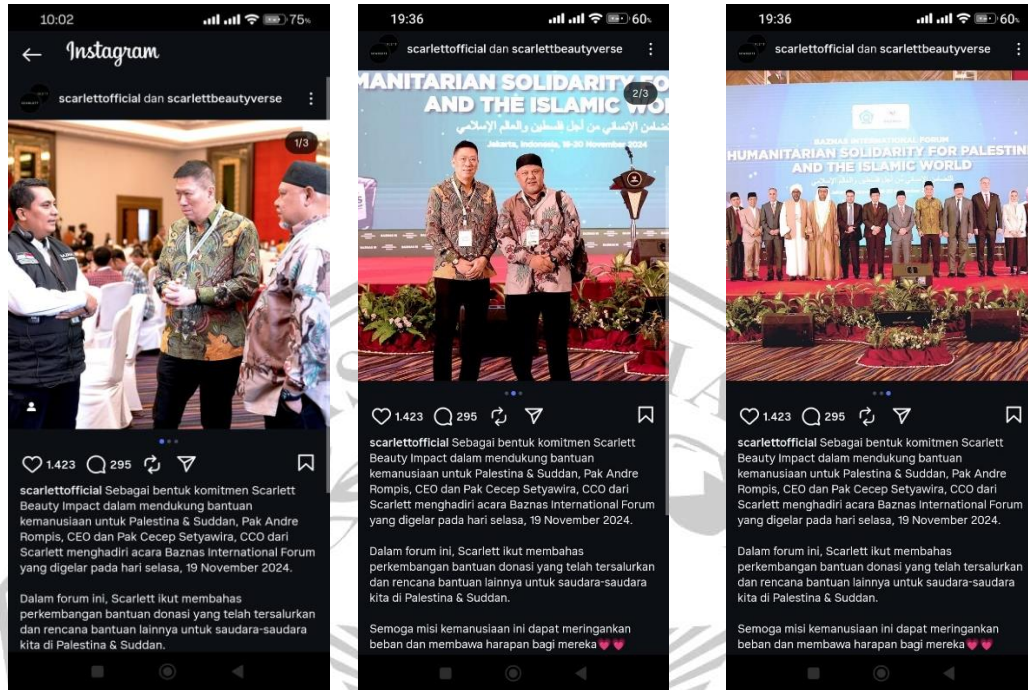 10:02
75%
Instagram
scarlettofficial dan scarlettbeautyverse
1/3
1.423 295
scarlettofficial Sebagai bentuk komitmen Scarlett
Beauty Impact dalam mendukung bantuan
kemanusiaan untuk Palestina & Suddan, Pak Andre
Rompis, CEO dan Pak Cecep Setyawira, CCO dari
Scarlett menghadiri acara Baznas International Forum
yang digelar pada hari selasa, 19 November 2024.
Dalam forum ini, Scarlett ikut membahas
perkembangan bantuan donasi yang telah tersalurkan
dan rencana bantuan lainnya untuk saudara-saudara
kita di Palestina & Suddan.
19:36
60%
scarlettofficial dan scarlettbeautyverse
MANITARIAN SOLIDARITY FO
2/3
AND THE ISLAMIC WO
التضامن الإنساني من أجل فلسطين والعالم الإسلامي
Jakarta, Indonesia, 18-20 November 2024
1.423 295
scarlettofficial Sebagai bentuk komitmen Scarlett
Beauty Impact dalam mendukung bantuan
kemanusiaan untuk Palestina & Suddan, Pak Andre
Rompis, CEO dan Pak Cecep Setyawira, CCO dari
Scarlett menghadiri acara Baznas International Forum
yang digelar pada hari selasa, 19 November 2024.
Dalam forum ini, Scarlett ikut membahas
perkembangan bantuan donasi yang telah tersalurkan
dan rencana bantuan lainnya untuk saudara-saudara
kita di Palestina & Suddan.
Semoga misi kemanusiaan ini dapat meringankan
beban dan membawa harapan bagi mereka💗💗
19:36
60%
scarlettofficial dan scarlettbeautyverse
BAZNAS INTERNATIONAL FORUM
HUMANITARIAN SOLIDARITY FOR PALESTIN
AND THE ISLAMIC WORLD
1.423 295
scarlettofficial Sebagai bentuk komitmen Scarlett
Beauty Impact dalam mendukung bantuan
kemanusiaan untuk Palestina & Suddan, Pak Andre
Rompis, CEO dan Pak Cecep Setyawira, CCO dari
Scarlett menghadiri acara Baznas International Forum
yang digelar pada hari selasa, 19 November 2024.
Dalam forum ini, Scarlett ikut membahas
perkembangan bantuan donasi yang telah tersalurkan
dan rencana bantuan lainnya untuk saudara-saudara
kita di Palestina & Suddan.
Semoga misi kemanusiaan ini dapat meringankan
beban dan membawa harapan bagi mereka💗💗